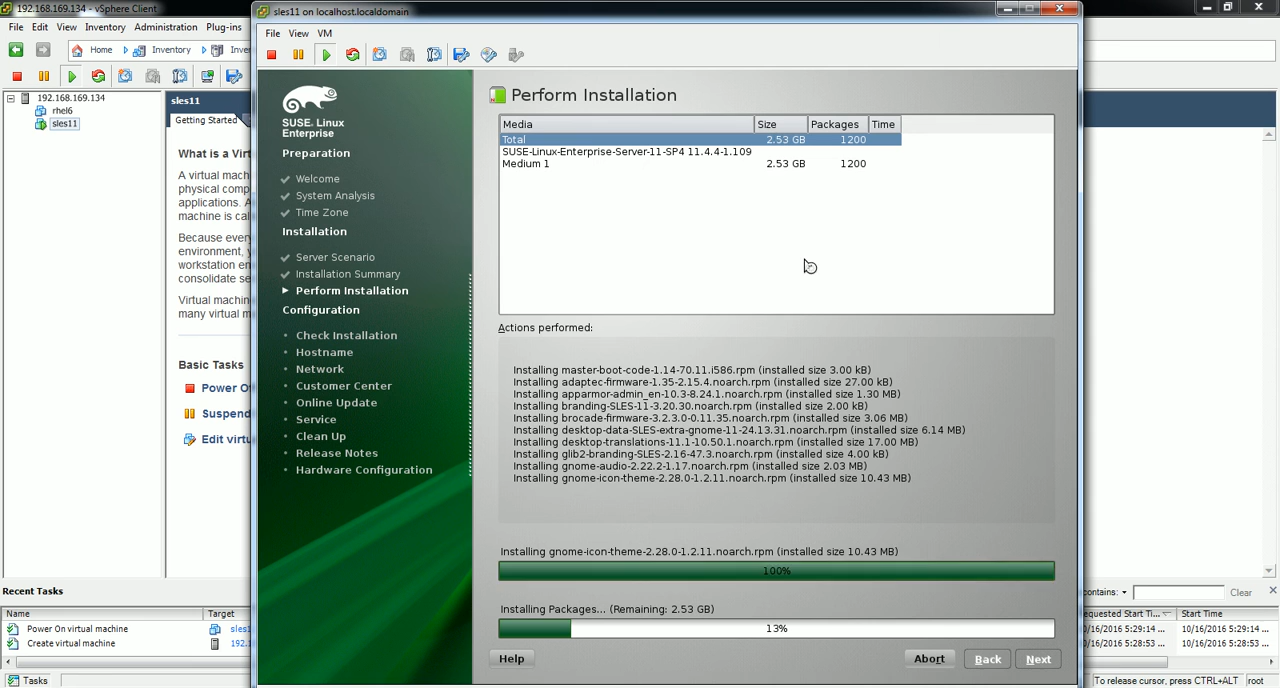 192.168.169.134 - vSphere Client
File Edit View Inventory Administration Plug-ins
Home Inventory
192.168.169.134
rhel6
sles11
sles11
Getting Started
What is a Virt
A virtual mach
physical comp
applications. A
machine is cal
Because every
workstation en
consolidate se
Virtual machin
many virtual m
Basic Tasks
Power O
Suspend
Edit virtu
sles11 on localhost.localdomain
File View VM
SUSE. Linux
Enterprise
Preparation
Welcome
System Analysis
Time Zone
Installation
Server Scenario
Installation Summary
Perform Installation
Configuration
Check Installation
Hostname
Network
Customer Center
Online Update
Service
Clean Up
Release Notes
Hardware Configuration
Perform Installation
Media Size Packages Time
Total 2.53 GB 1200
SUSE-Linux-Enterprise-Server-11-SP4 11.4.4-1.109
Medium 1 2.53 GB 1200
Actions performed:
Installing master-boot-code-1.14-70.11.i586.rpm (installed size 3.00 kB)
Installing adaptec-firmware-1.35-2.15.4.noarch.rpm (installed size 27.00 kB)
Installing apparmor-admin_en-10.3-8.24.1.noarch.rpm (installed size 1.30 MB)
Installing branding-SLES-11-3.20.30.noarch.rpm (installed size 2.00 kB)
Installing brocade-firmware-3.2.3.0-0.11.35.noarch.rpm (installed size 3.06 MB)
Installing desktop-data-SLES-extra-gnome-11-24.13.31.noarch.rpm (installed size 6.14 MB)
Installing desktop-translations-11.1-10.50.1.noarch.rpm (installed size 17.00 MB)
Installing glib2-branding-SLES-2.16-47.3.noarch.rpm (installed size 4.00 kB)
Installing gnome-audio-2.22.2-1.17.noarch.rpm (installed size 2.03 MB)
Installing gnome-icon-theme-2.28.0-1.2.11.noarch.rpm (installed size 10.43 MB)
Installing gnome-icon-theme-2.28.0-1.2.11.noarch.rpm (installed size 10.43 MB)
100%
Installing Packages... (Remaining: 2.53 GB)
13%
Help Abort Back Next
Recent Tasks
contains: Clear
Name Target
Requested Start Ti... Start Time
Power On virtual machine sles1
10/16/2016 5:29:14 ...
Create virtual machine 192.1
10/16/2016 5:28:53 ...
Tasks
To release cursor, press CTRL+ALT root